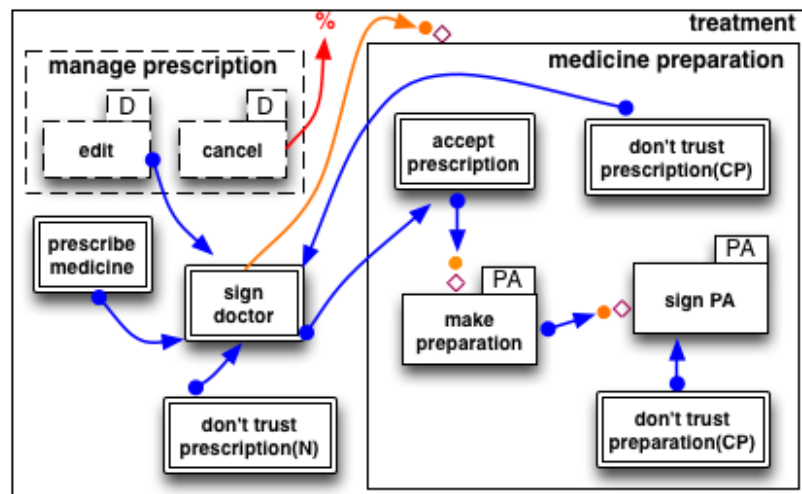 %
treatment
manage prescription
medicine preparation
D
D
edit
cancel
accept
prescription
don't trust
prescription(CP)
prescribe
medicine
sign
doctor
PA
make
preparation
PA
sign PA
don't trust
prescription(N)
don't trust
preparation(CP)